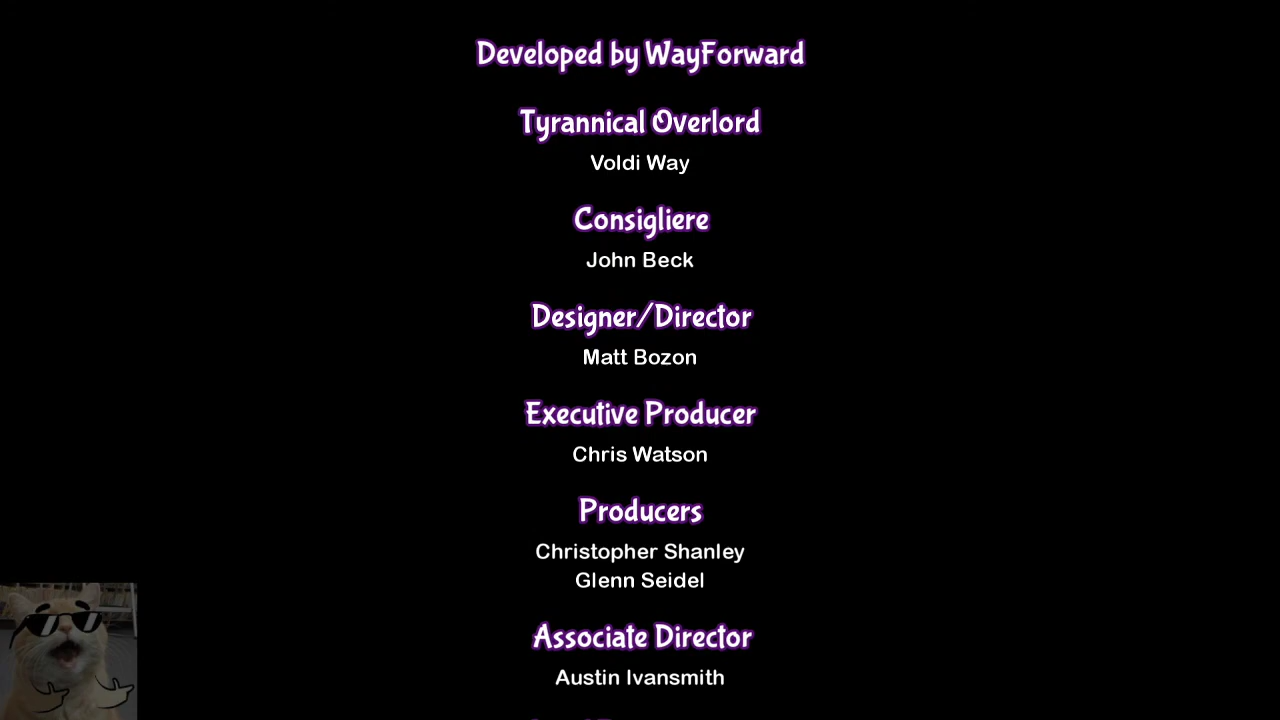 Developed by WayForward
Tyrannical Overlord
Voldi Way
Consigliere
John Beck
Designer/Director
Matt Bozon
Executive Producer
Chris Watson
Producers
Christopher Shanley
Glenn Seidel
Associate Director
Austin Ivansmith